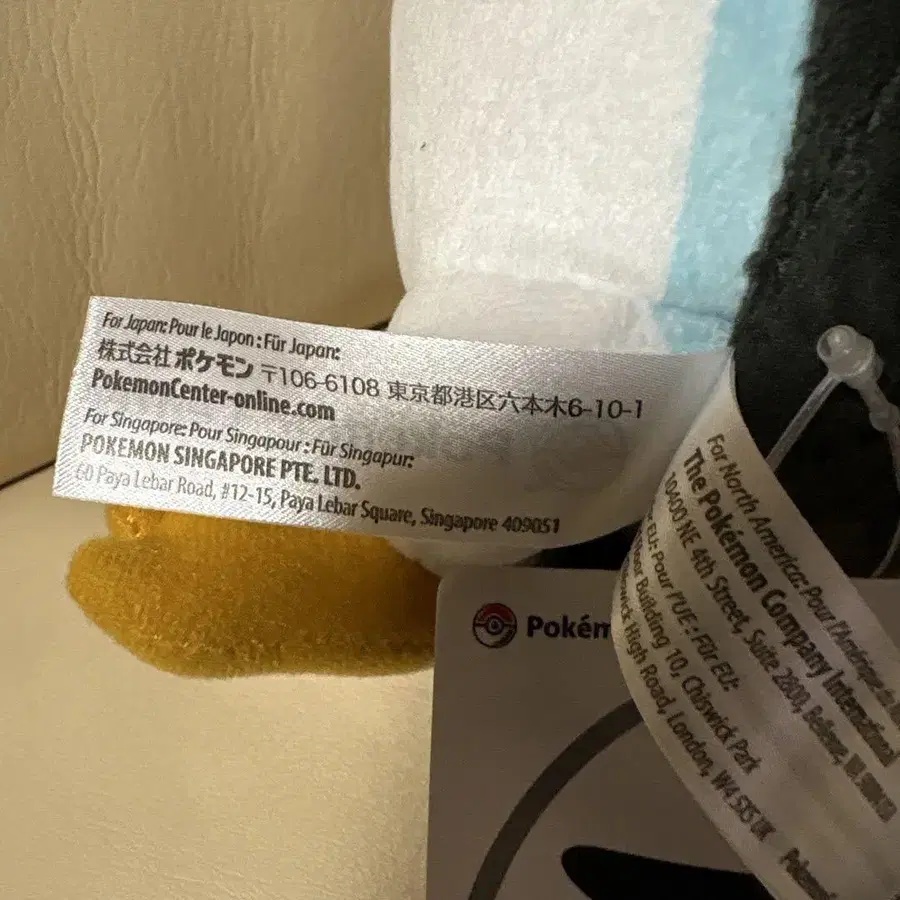 For Japan: Pour le Japon : Für Japan:
株式会社 ポケモン 〒106-6108 東京都港区六本木6-10-1
PokemonCenter-online.com
For Singapore: Pour Singapour : Für Singapur:
POKEMON SINGAPORE PTE. LTD.
60 Paya Lebar Road, #12-15, Paya Lebar Square, Singapore 409051
Pokém
For North America: Pour l'Amérique
The Pokémon Company International
10400 NE 4th Street, Suite 2800, Bellevue,
EU: Pour l'UE : Für EU:
Building 10, Chiswick Park
High Road, London, W4 5XS UK